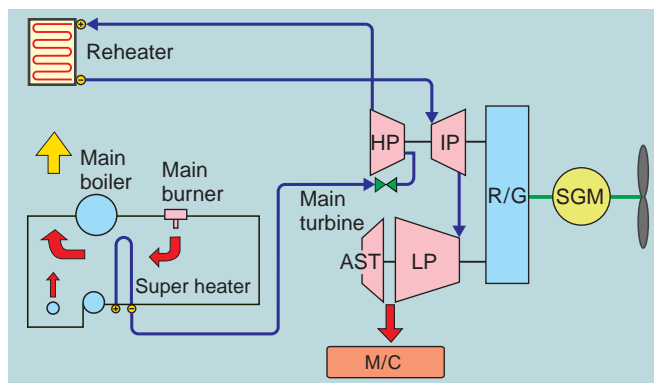 Reheater
HP
IP
Main
boiler
Main
burner
Main
turbine
R/G
SGM
AST
LP
Super heater
M/C